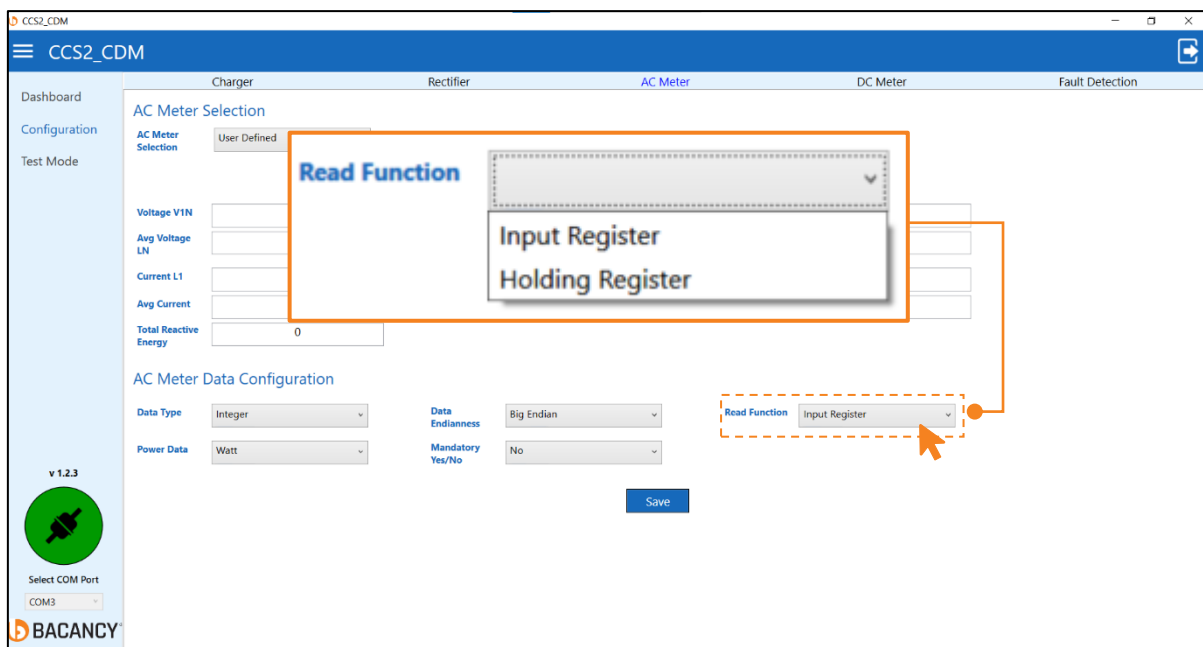 CCS2_CDM
CCS2_CDM
Charger Rectifier AC Meter DC Meter Fault Detection
Dashboard
Configuration
Test Mode
AC Meter Selection
AC Meter
Selection
User Defined
Read Function
Input Register
Holding Register
Voltage V1N
Avg Voltage
LN
Current L1
Avg Current
Total Reactive
Energy
0
AC Meter Data Configuration
Data Type Integer
Data
Endianness
Big Endian
Read Function Input Register
Power Data Watt
Mandatory
Yes/No
No
Save
v 1.2.3
Select COM Port
COM3
BACANCY